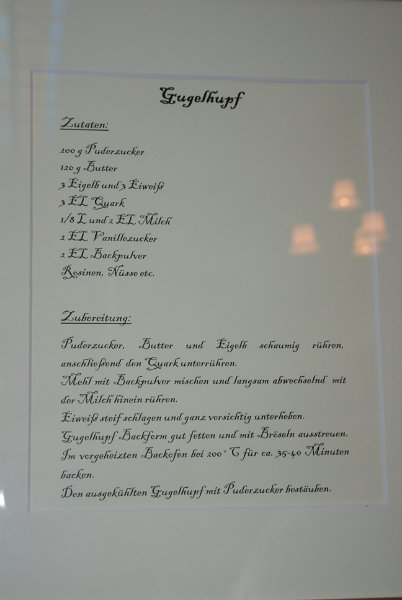 Gugelhupf
Zutaten:
200 g Puderzucker
120 g Butter
3 Eigelb und 3 Eiweiß
3 EL Quark
1/8 L und 2 EL Milch
2 EL Vanillezucker
2 EL Backpulver
Rosinen, Nüsse etc.
Zubereitung:
Puderzucker, Butter und Eigelb schaumig rühren,
anschließend den Quark unterrühren.
Mehl mit Backpulver mischen und langsam abwechselnd mit
der Milch hinein rühren.
Eiweiß steif schlagen und ganz vorsichtig unterheben.
Gugelhupf Backform gut fetten und mit Bröseln ausstreuen.
Im vorgeheizten Backofen bei 200° C für ca. 35-40 Minuten
backen.
Den ausgekühlten Gugelhupf mit Puderzucker bestäuben.